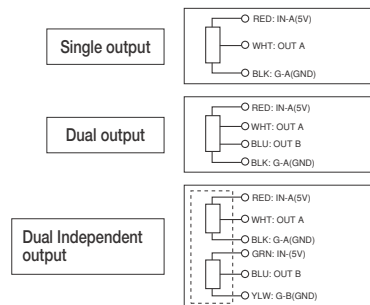 Single output
RED: IN-A(5V)
WHT: OUT A
BLK: G-A(GND)
Dual output
RED: IN-A(5V)
WHT: OUT A
BLU: OUT B
BLK: G-A(GND)
Dual Independent
output
RED: IN-A(5V)
WHT: OUT A
BLK: G-A(GND)
GRN: IN-(5V)
BLU: OUT B
YLW: G-B(GND)